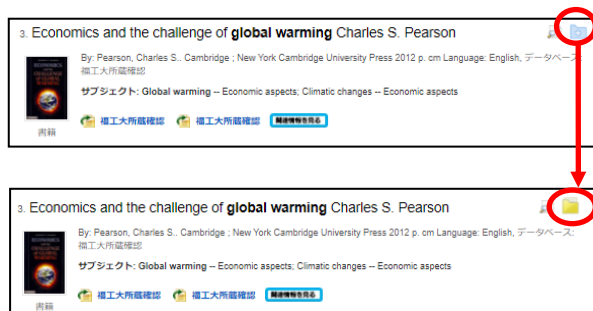 3. Economics and the challenge of global warming Charles S. Pearson
By: Pearson, Charles S.. Cambridge ; New York Cambridge University Press 2012 p. cm Language: English, データベース:
福工大所蔵確認
サブジェクト: Global warming -- Economic aspects; Climatic changes -- Economic aspects
ECONOMICS
書籍
福工大所蔵確認 福工大所蔵確認 関連情報を見る
3. Economics and the challenge of global warming Charles S. Pearson
By: Pearson, Charles S.. Cambridge ; New York Cambridge University Press 2012 p. cm Language: English, データベース:
福工大所蔵確認
サブジェクト: Global warming -- Economic aspects; Climatic changes -- Economic aspects
ECONOMICS
書籍
福工大所蔵確認 福工大所蔵確認 関連情報を見る